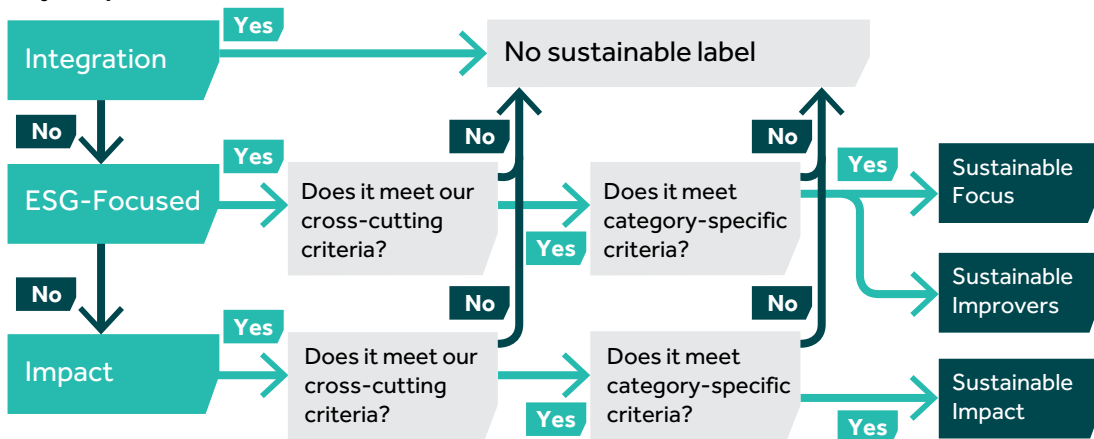 Yes
Integration
No sustainable label
No
No
No
Yes
Yes
ESG-Focused
Does it meet our
cross-cutting
criteria?
Yes
Does it meet
category-specific
criteria?
Sustainable
Focus
No
No
No
Sustainable
Improvers
Yes
Impact
Does it meet our
cross-cutting
criteria?
Yes
Does it meet
category-specific
criteria?
Yes
Sustainable
Impact